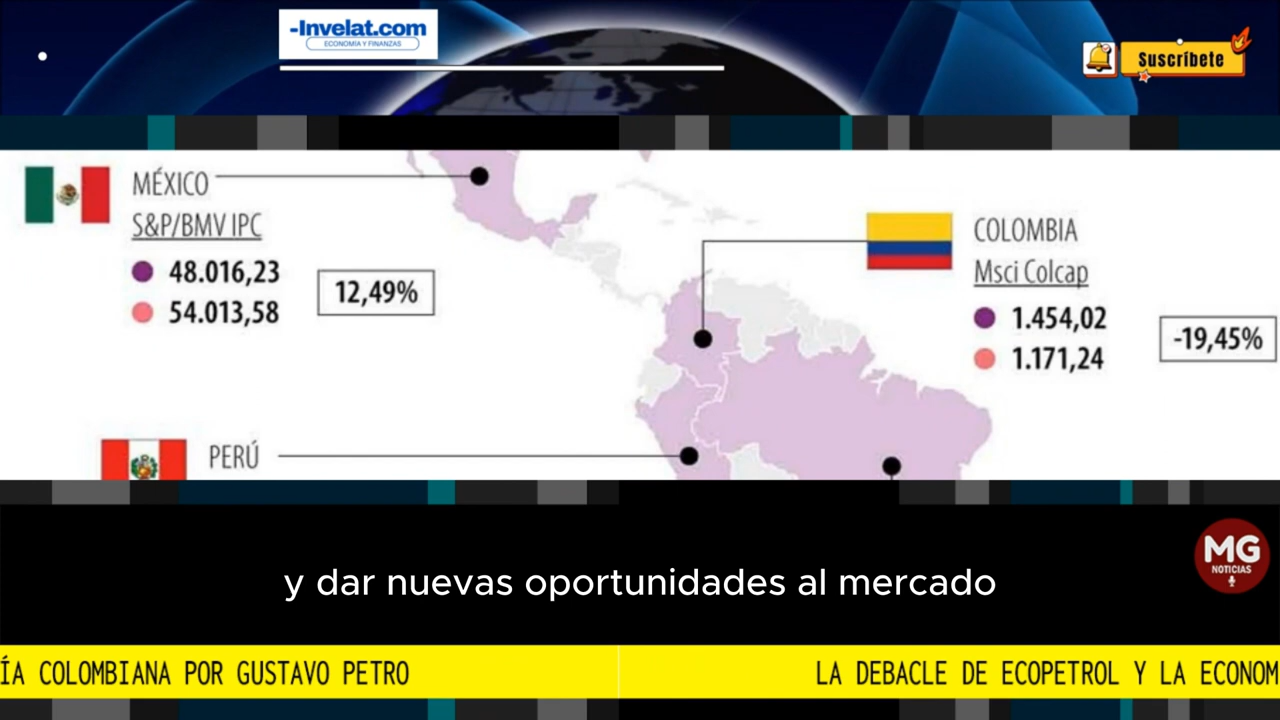 -Invelat.com
ECONOMÍA Y FINANZAS
Suscríbete
MÉXICO
S&P/BMV IPC
48.016,23
54.013,58
12,49%
COLOMBIA
Msci Colcap
1.454,02
1.171,24
-19,45%
PERÚ
y dar nuevas oportunidades al mercado
MG
NOTICIAS
ÍA COLOMBIANA POR GUSTAVO PETRO
LA DEBACLE DE ECOPETROL Y LA ECONOM